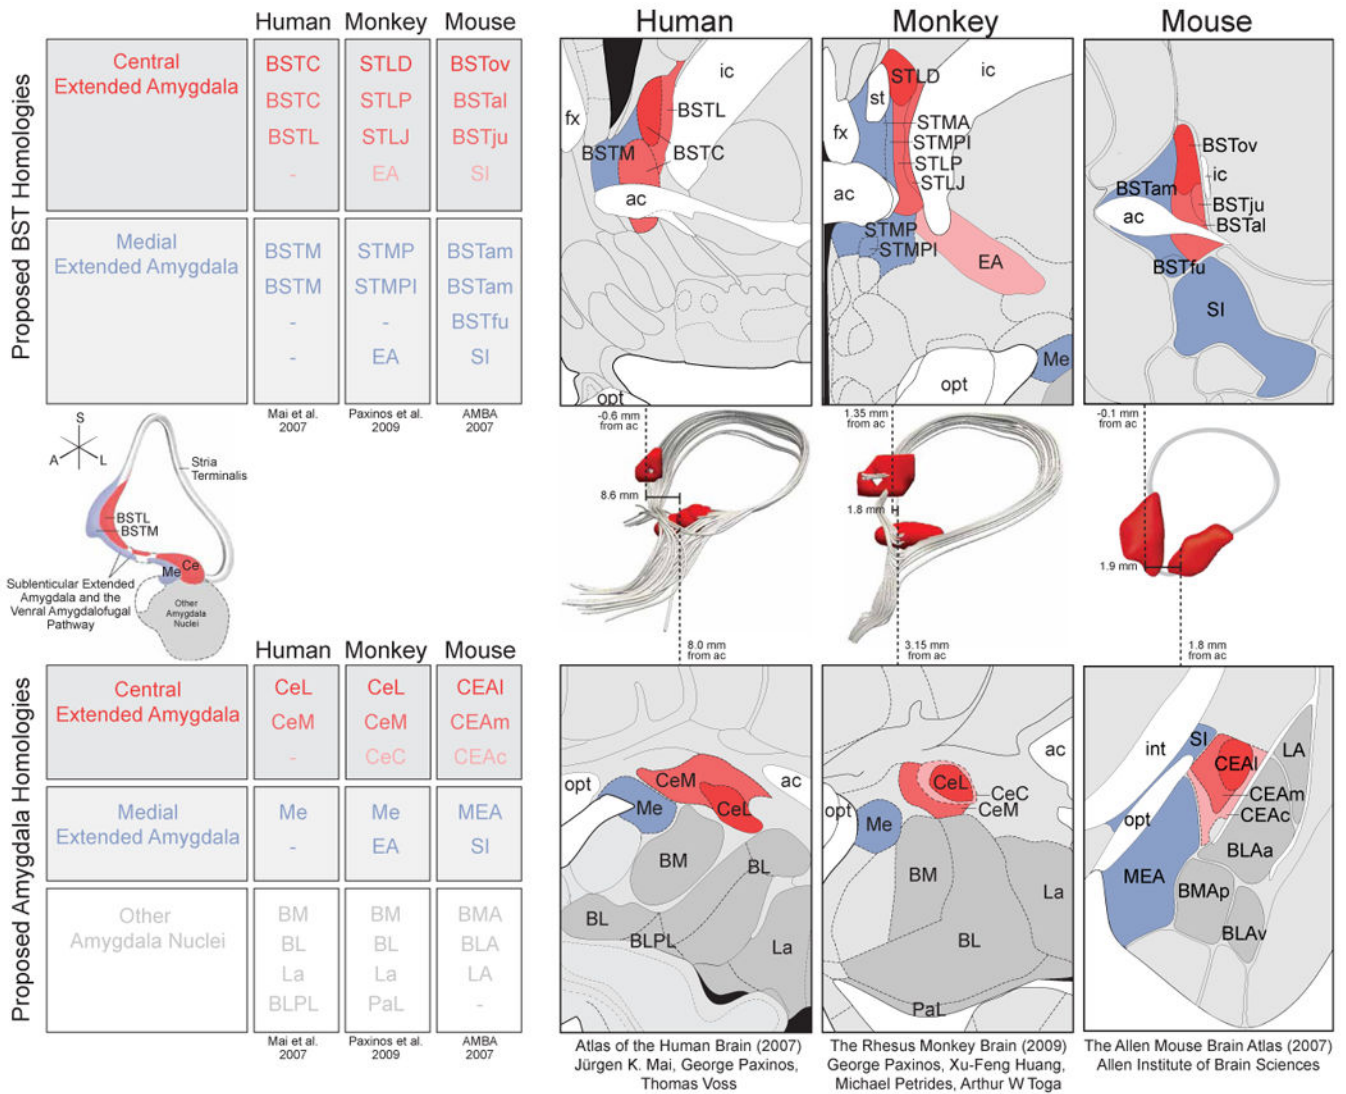 Human Monkey Mouse
Proposed BST Homologies
Central
Extended Amygdala
BSTC STLD BSTov
BSTC STLP BSTal
BSTL STLJ BSTju
- EA SI
Medial
Extended Amygdala
BSTM STMP BSTam
BSTM STMPI BSTam
- - BSTfu
- EA SI
Mai et al.
2007
Paxinos et al.
2009
AMBA
2007
Human Monkey Mouse
fx
ic
BSTL
BSTM
BSTC
ac
opt
STLD
ic
st
fx
STMA
STMPI
STLP
STLJ
ac
STMP
STMPI
EA
Me
opt
BSTov
ic
BSTam
BSTju
ac
BSTal
BSTfu
SI
S
A
L
Stria
Terminalis
BSTL
BSTM
Me
Ce
Sublenticular Extended
Amygdala and the
Venral Amygdalofugal
Pathway
Other
Amygdala
Nuclei
-0.6 mm
from ac
8.6 mm
8.0 mm
from ac
1.35 mm
from ac
1.8 mm
3.15 mm
from ac
-0.1 mm
from ac
1.9 mm
1.8 mm
from ac
Human Monkey Mouse
Proposed Amygdala Homologies
Central
Extended Amygdala
CeL CeL CEAl
CeM CeM CEAm
- CeC CEAc
Medial
Extended Amygdala
Me Me MEA
- EA SI
Other
Amygdala Nuclei
BM BM BMA
BL BL BLA
La La LA
BLPL PaL -
Mai et al.
2007
Paxinos et al.
2009
AMBA
2007
opt
CeM
ac
Me
CeL
BM
BL
BL
BLPL
La
ac
CeL
CeC
CeM
opt
Me
BM
La
BL
PaL
int
SI
LA
CEAl
CEAm
CEAc
opt
BLAa
MEA
BMAp
BLAv
Atlas of the Human Brain (2007)
Jürgen K. Mai, George Paxinos,
Thomas Voss
The Rhesus Monkey Brain (2009)
George Paxinos, Xu-Feng Huang,
Michael Petrides, Arthur W Toga
The Allen Mouse Brain Atlas (2007)
Allen Institute of Brain Sciences